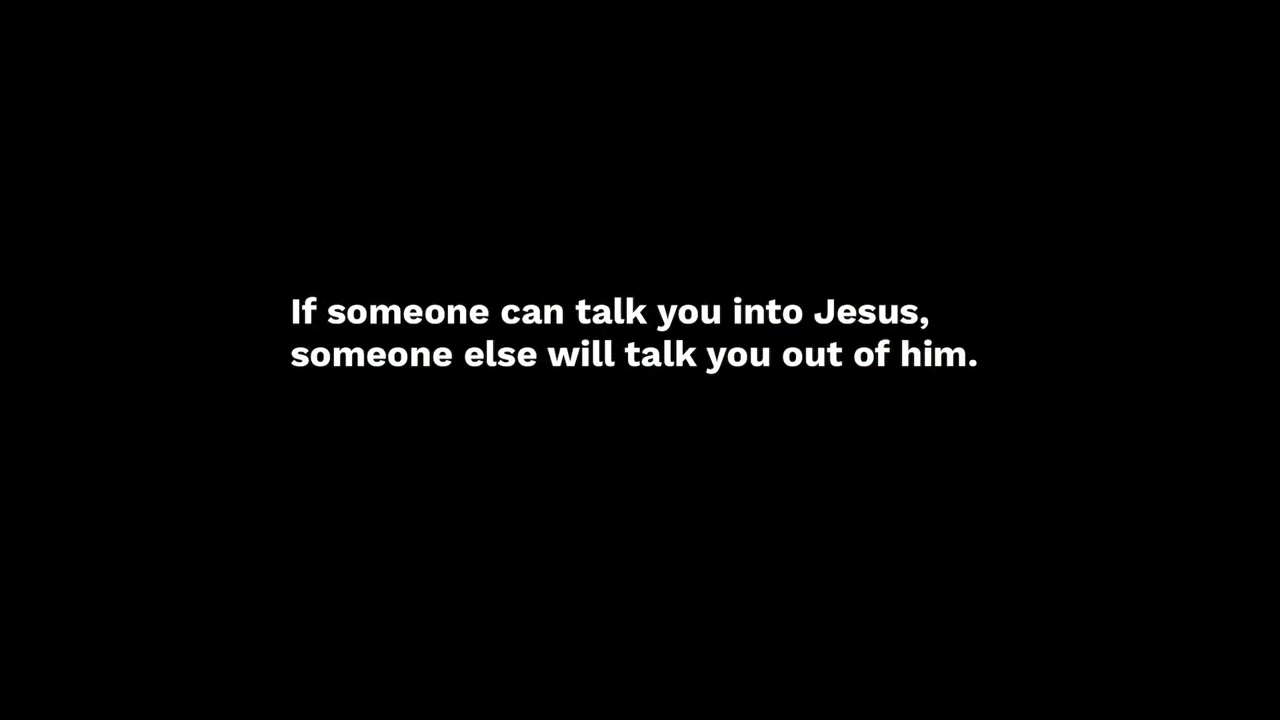 If someone can talk you into Jesus,
someone else will talk you out of him.